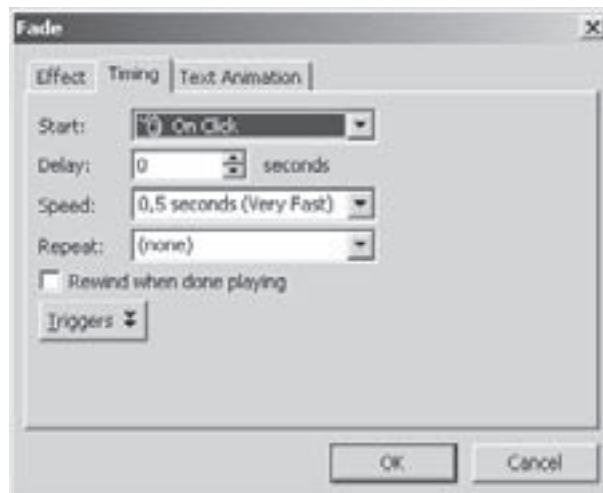 Fade
Effect Timing Text Animation
Start: On Click
Delay: 0 seconds
Speed: 0,5 seconds (Very Fast)
Repeat: (none)
Rewind when done playing
Triggers
OK Cancel